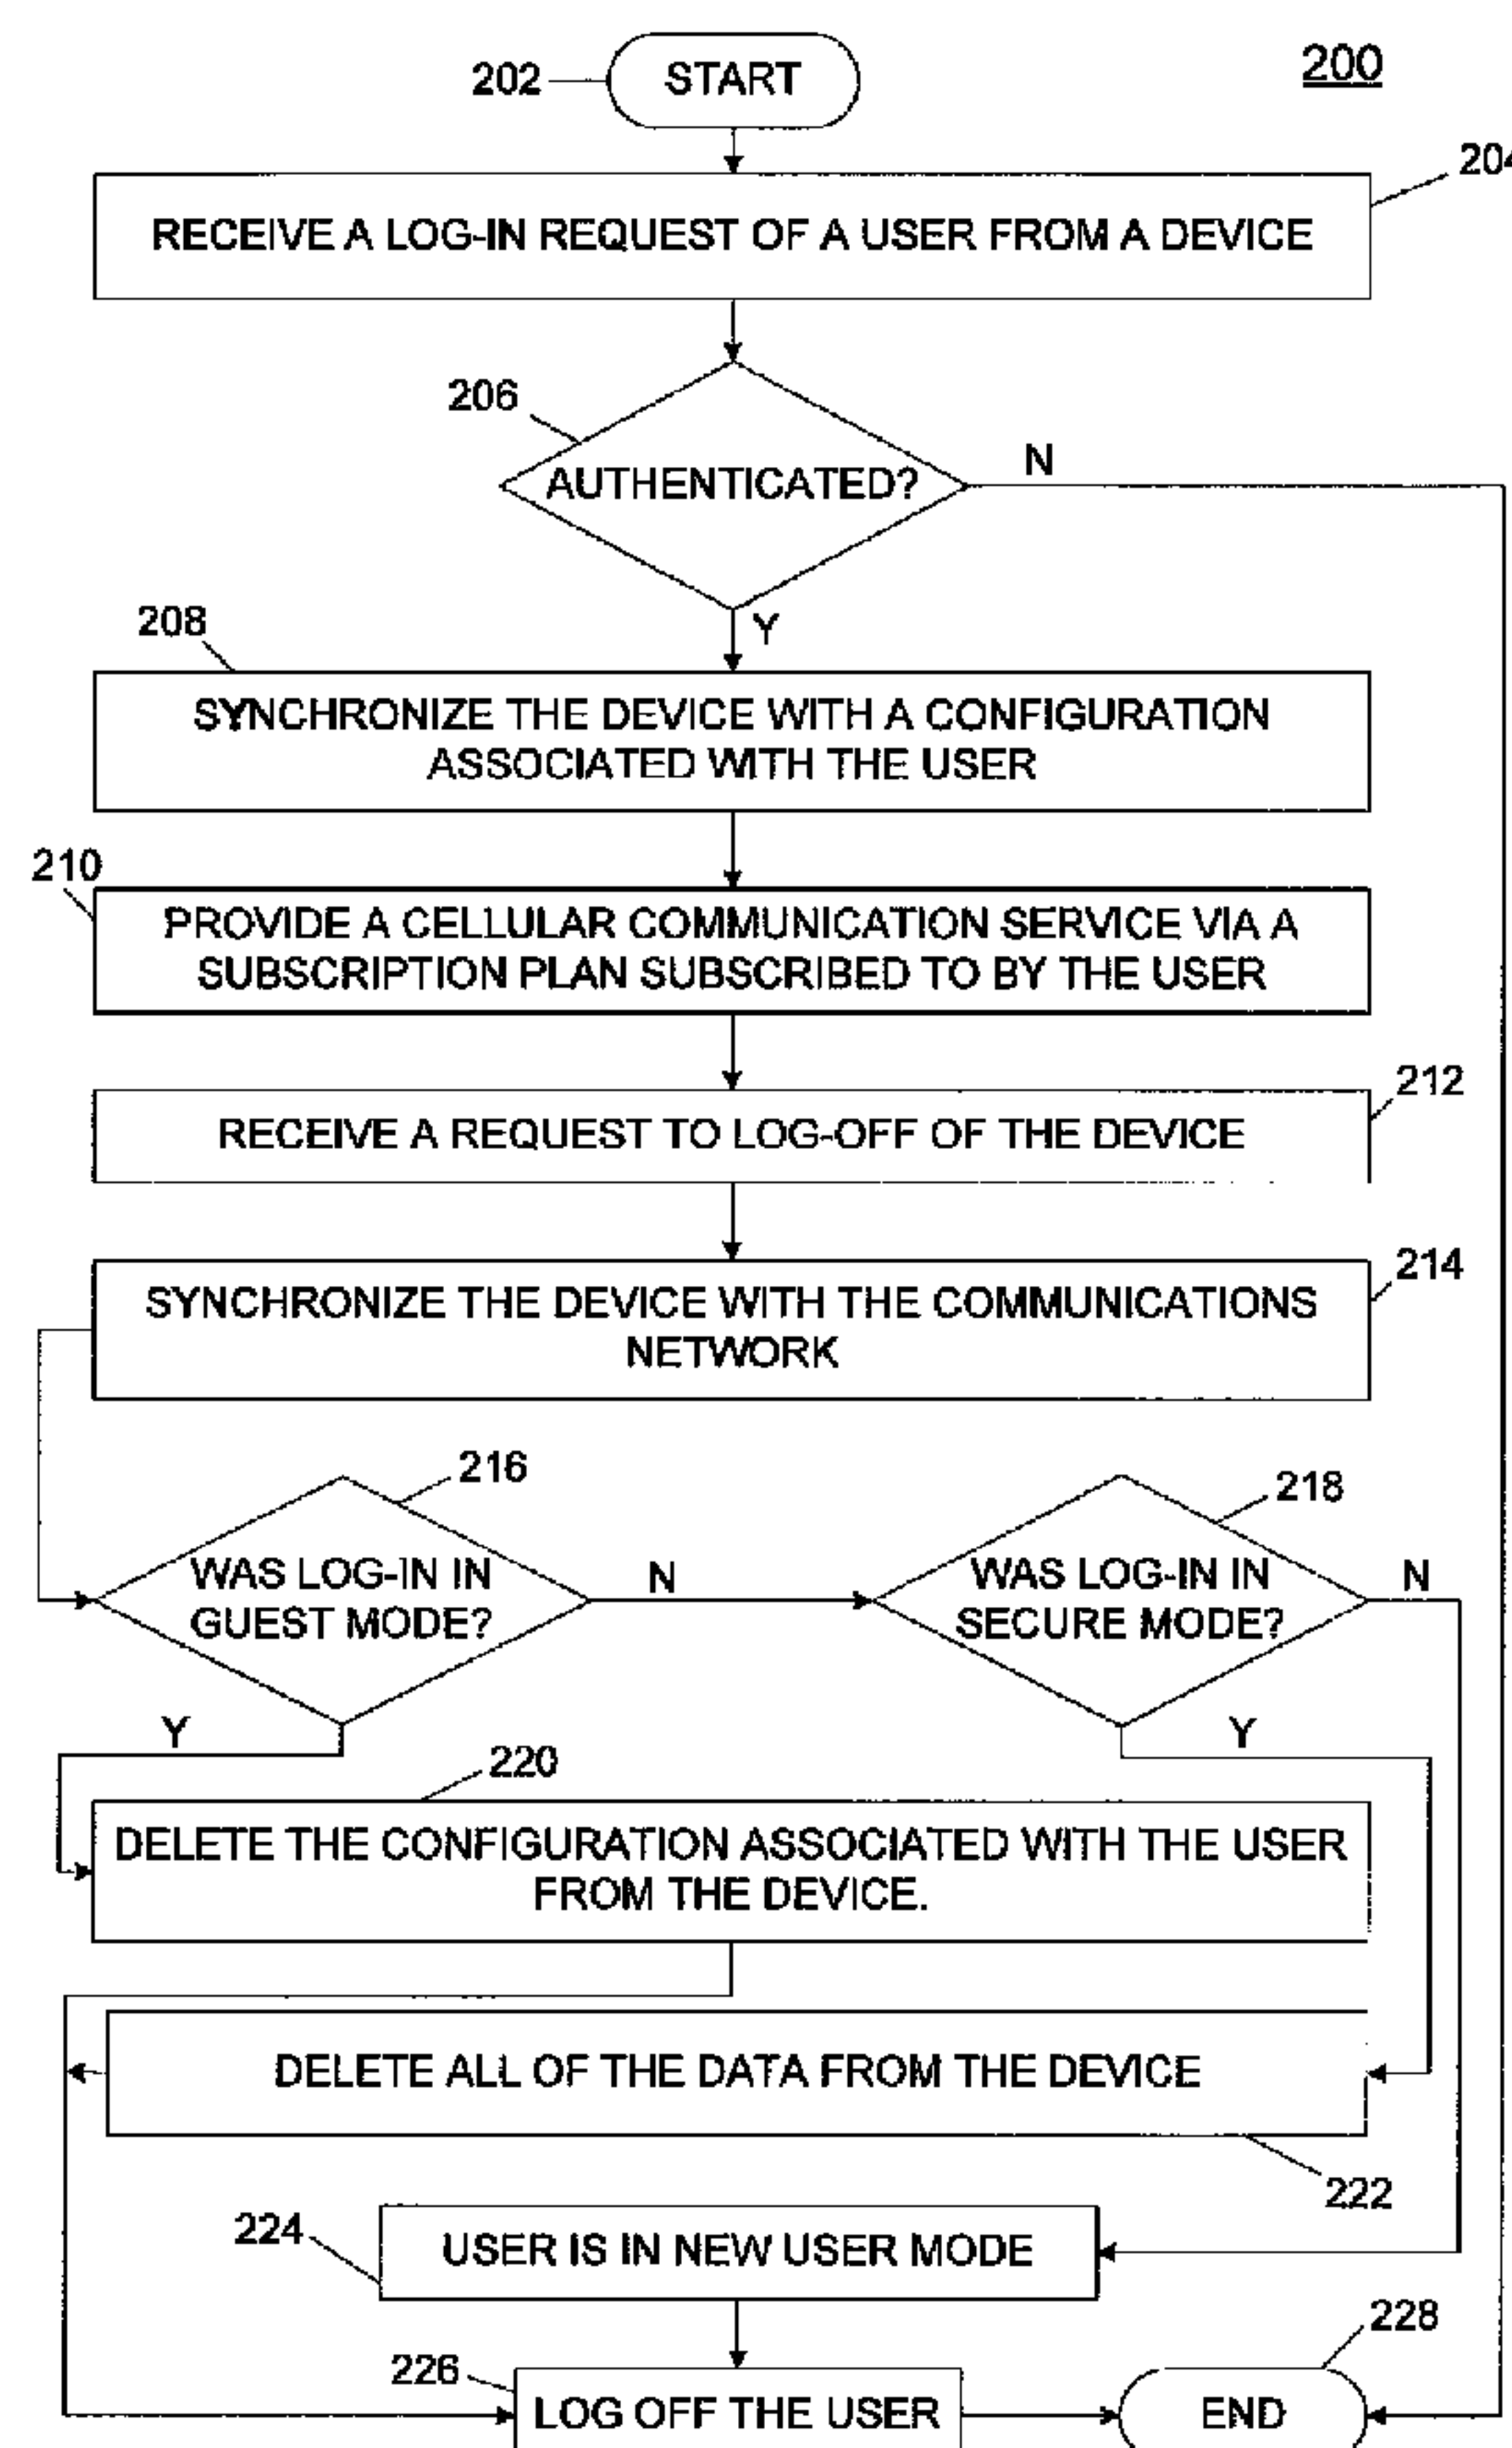 200
202
START
204
RECEIVE A LOG-IN REQUEST OF A USER FROM A DEVICE
206
AUTHENTICATED?
N
Y
208
SYNCHRONIZE THE DEVICE WITH A CONFIGURATION
ASSOCIATED WITH THE USER
210
PROVIDE A CELLULAR COMMUNICATION SERVICE VIA A
SUBSCRIPTION PLAN SUBSCRIBED TO BY THE USER
212
RECEIVE A REQUEST TO LOG-OFF OF THE DEVICE
214
SYNCHRONIZE THE DEVICE WITH THE COMMUNICATIONS
NETWORK
216
WAS LOG-IN IN
GUEST MODE?
N
218
WAS LOG-IN IN
SECURE MODE?
N
Y
Y
220
DELETE THE CONFIGURATION ASSOCIATED WITH THE USER
FROM THE DEVICE.
DELETE ALL OF THE DATA FROM THE DEVICE
222
224
USER IS IN NEW USER MODE
226
LOG OFF THE USER
228
END